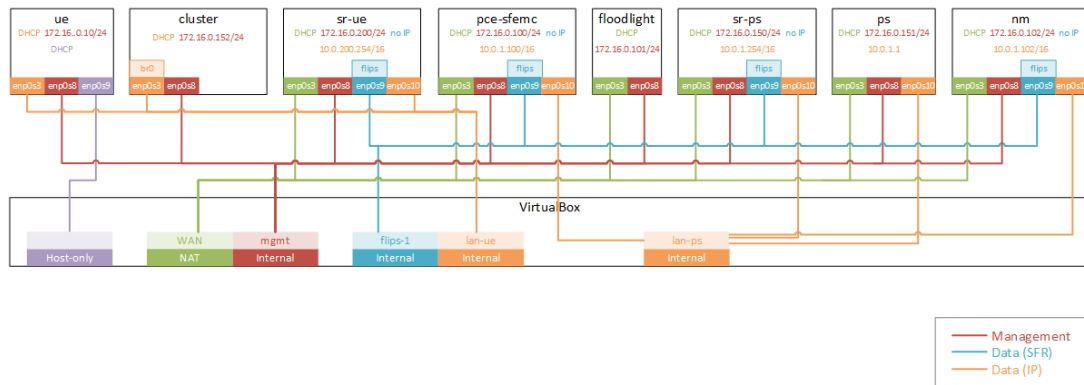 ue
DHCP 172.16..0.10/24
DHCP
enp0s3 enp0s8 enp0s9
cluster
DHCP 172.16.0.152/24
br0
enp0s3 enp0s8
sr-ue
DHCP 172.16.0.200/24 no IP
10.0.200.254/16
flips
enp0s3 enp0s8 enp0s9 enp0s10
pce-sfemc
DHCP 172.16.0.100/24 no IP
10.0.1.100/16
flips
enp0s3 enp0s8 enp0s9 enp0s10
floodlight
DHCP
172.16.0.101/24
enp0s3 enp0s8
sr-ps
DHCP 172.16.0.150/24 no IP
10.0.1.254/16
flips
enp0s3 enp0s8 enp0s9 enp0s10
ps
DHCP 172.16.0.151/24
10.0.1.1
enp0s3 enp0s8 enp0s10
nm
DHCP 172.16.0.102/24 no IP
10.0.1.102/16
flips
enp0s3 enp0s8 enp0s9 enp0s1
VirtualBox
WAN mgmt flips-1 lan-ue lan-ps
Host-only NAT Internal Internal Internal Internal
Management
Data (SFR)
Data (IP)